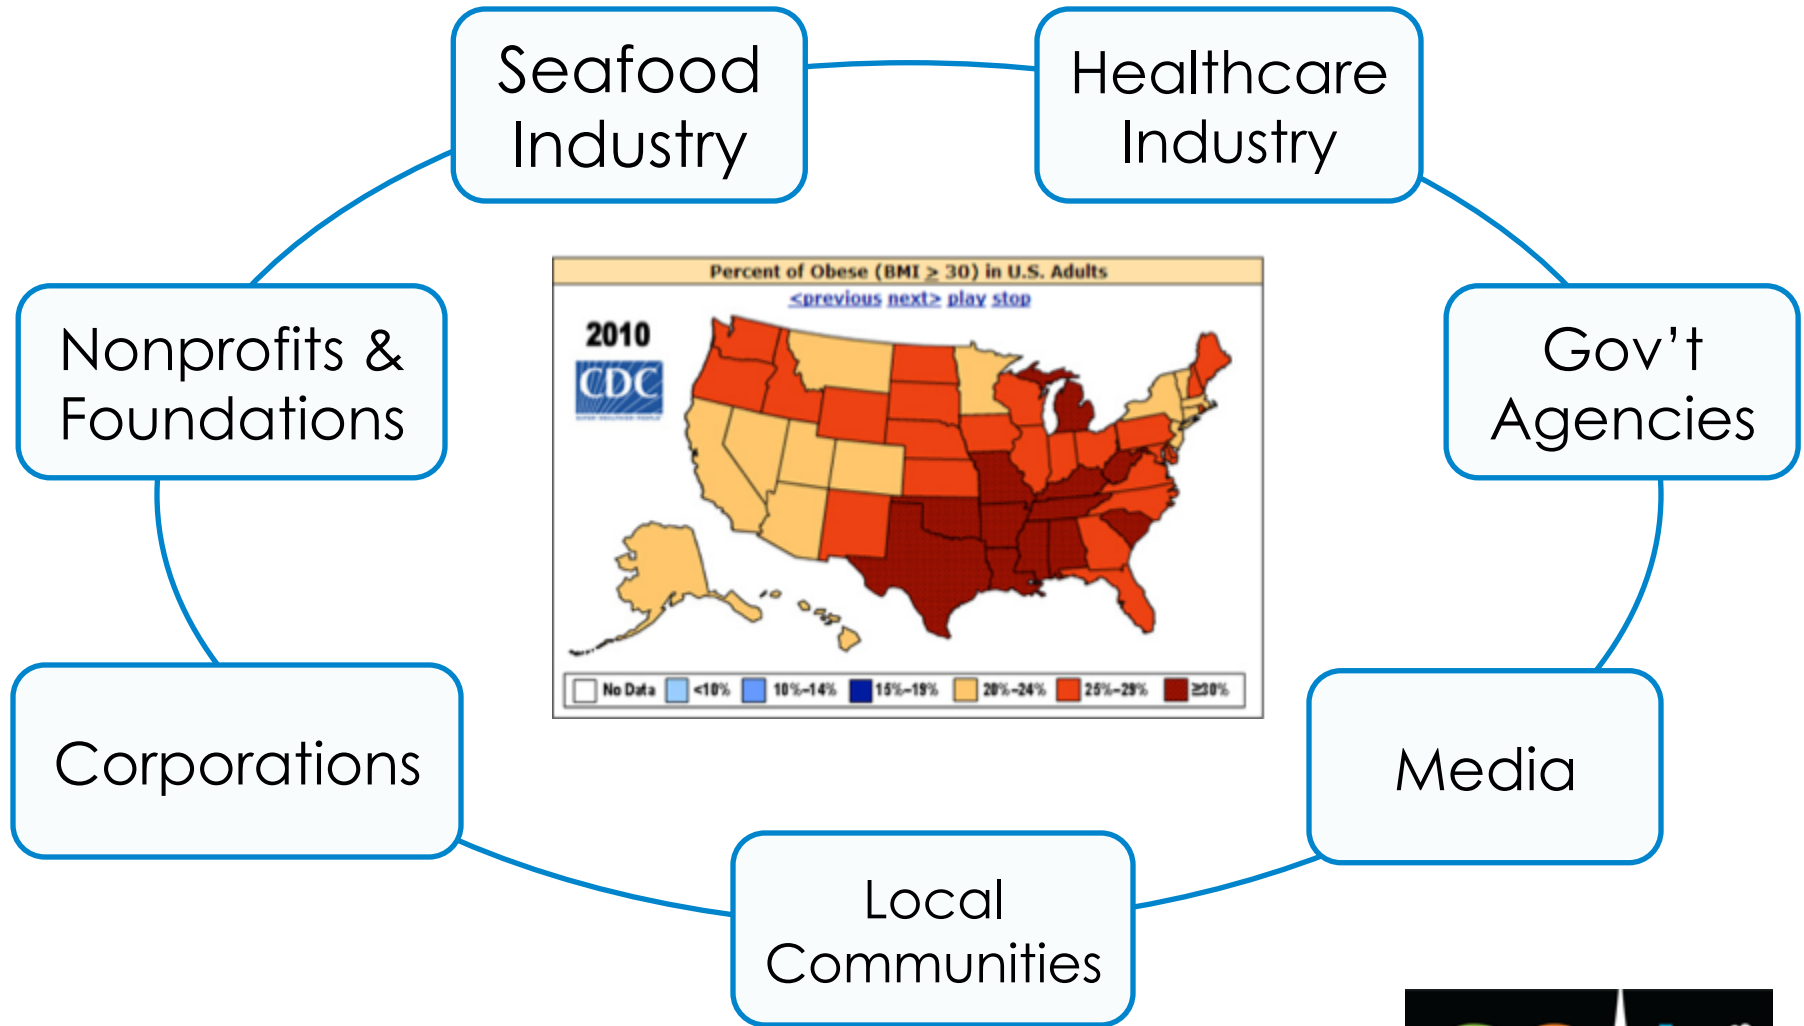 Seafood
Industry
Healthcare
Industry
Nonprofits &
Foundations
Gov’t
Agencies
Corporations
Media
Local
Communities
Percent of Obese (BMI ≥ 30) in U.S. Adults
<previous next> play stop
2010
CDC
No Data <10% 10%–14% 15%–19% 20%–24% 25%–29% ≥30%